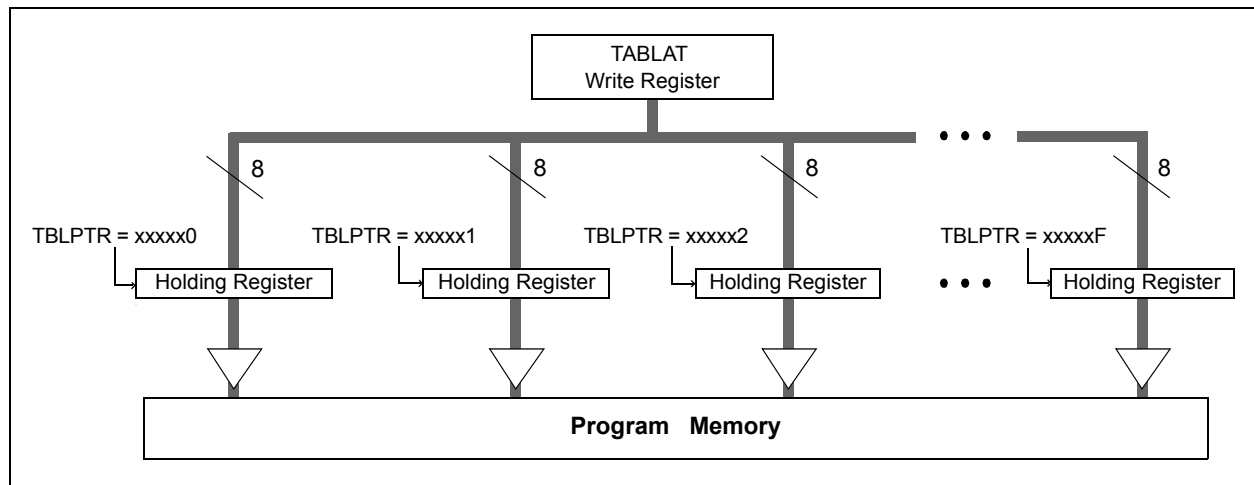 TABLAT
Write Register
• • •
8
8
8
8
TBLPTR = xxxxx0
TBLPTR = xxxxx1
TBLPTR = xxxxx2
TBLPTR = xxxxxF
Holding Register
Holding Register
Holding Register
• • •
Holding Register
Program Memory